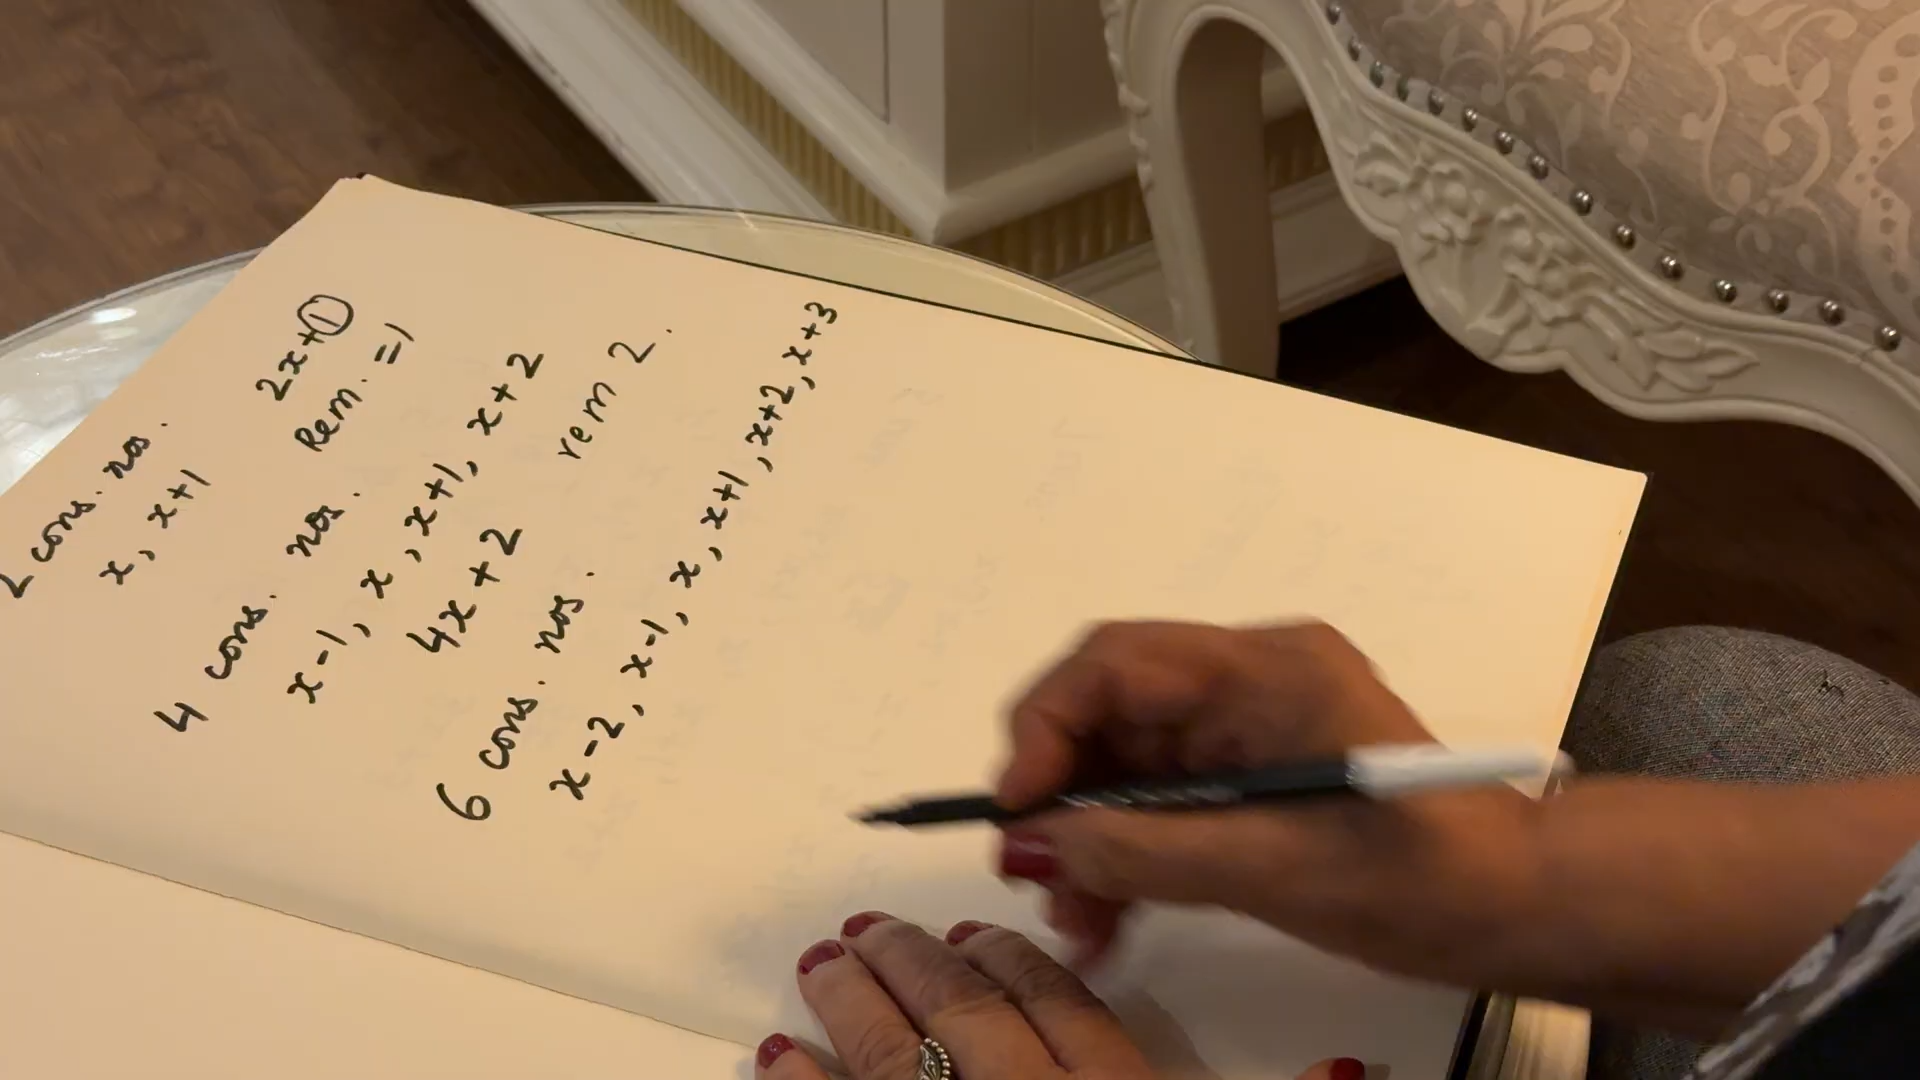 2 cons. nos.
x, x+1 2x+1
Rem. = 1
4 cons. nos.
x-1, x, x+1, x+2
4x+2 rem 2.
6 cons. nos.
x-2, x-1, x, x+1, x+2, x+3